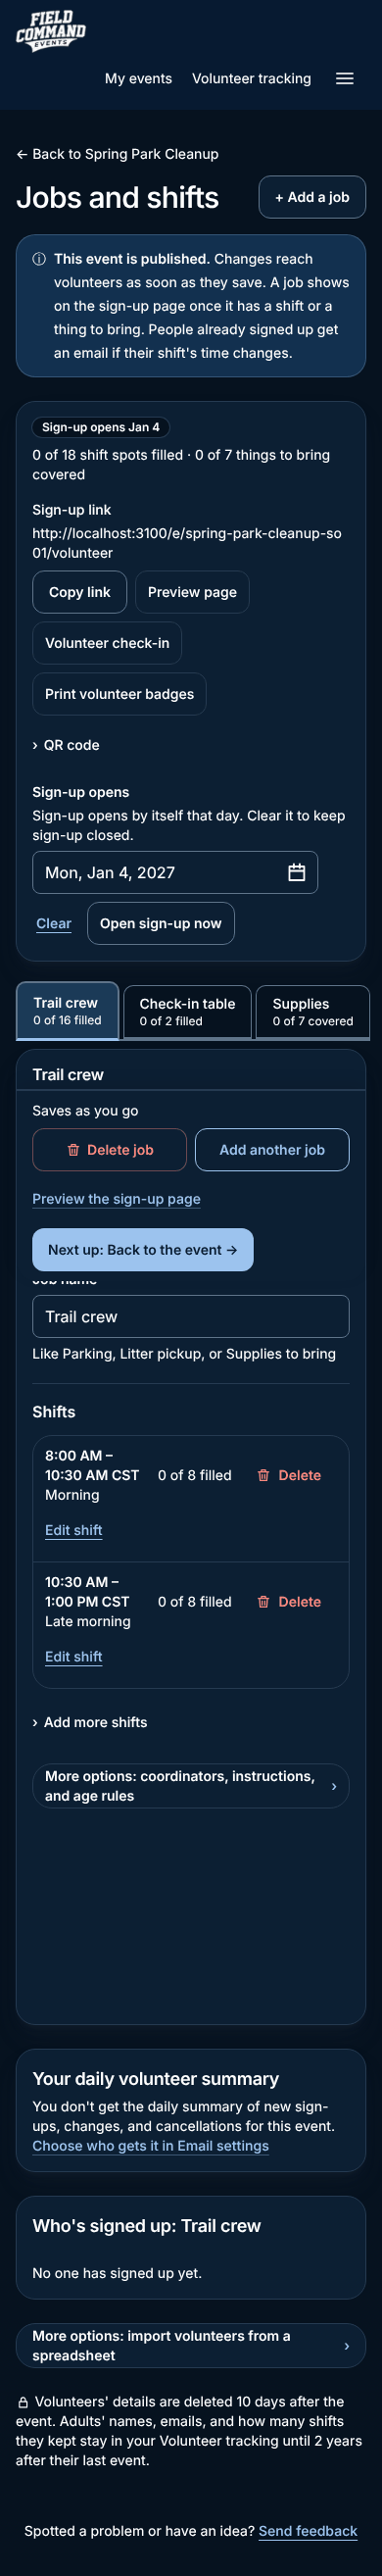 FIELD
COMMAND
EVENTS
My events Volunteer tracking
← Back to Spring Park Cleanup
Jobs and shifts
+ Add a job
This event is published. Changes reach
volunteers as soon as they save. A job shows
on the sign-up page once it has a shift or a
thing to bring. People already signed up get
an email if their shift's time changes.
Sign-up opens Jan 4
0 of 18 shift spots filled · 0 of 7 things to bring
covered
Sign-up link
http://localhost:3100/e/spring-park-cleanup-so
01/volunteer
Copy link Preview page
Volunteer check-in
Print volunteer badges
› QR code
Sign-up opens
Sign-up opens by itself that day. Clear it to keep
sign-up closed.
Mon, Jan 4, 2027
Clear Open sign-up now
Trail crew
0 of 16 filled
Check-in table
0 of 2 filled
Supplies
0 of 7 covered
Trail crew
Saves as you go
Delete job Add another job
Preview the sign-up page
Next up: Back to the event →
Job name
Trail crew
Like Parking, Litter pickup, or Supplies to bring
Shifts
8:00 AM –
10:30 AM CST 0 of 8 filled Delete
Morning
Edit shift
10:30 AM –
1:00 PM CST 0 of 8 filled Delete
Late morning
Edit shift
› Add more shifts
More options: coordinators, instructions,
and age rules ›
Your daily volunteer summary
You don't get the daily summary of new sign-
ups, changes, and cancellations for this event.
Choose who gets it in Email settings
Who's signed up: Trail crew
No one has signed up yet.
More options: import volunteers from a
spreadsheet ›
Volunteers' details are deleted 10 days after the
event. Adults' names, emails, and how many shifts
they kept stay in your Volunteer tracking until 2 years
after their last event.
Spotted a problem or have an idea? Send feedback